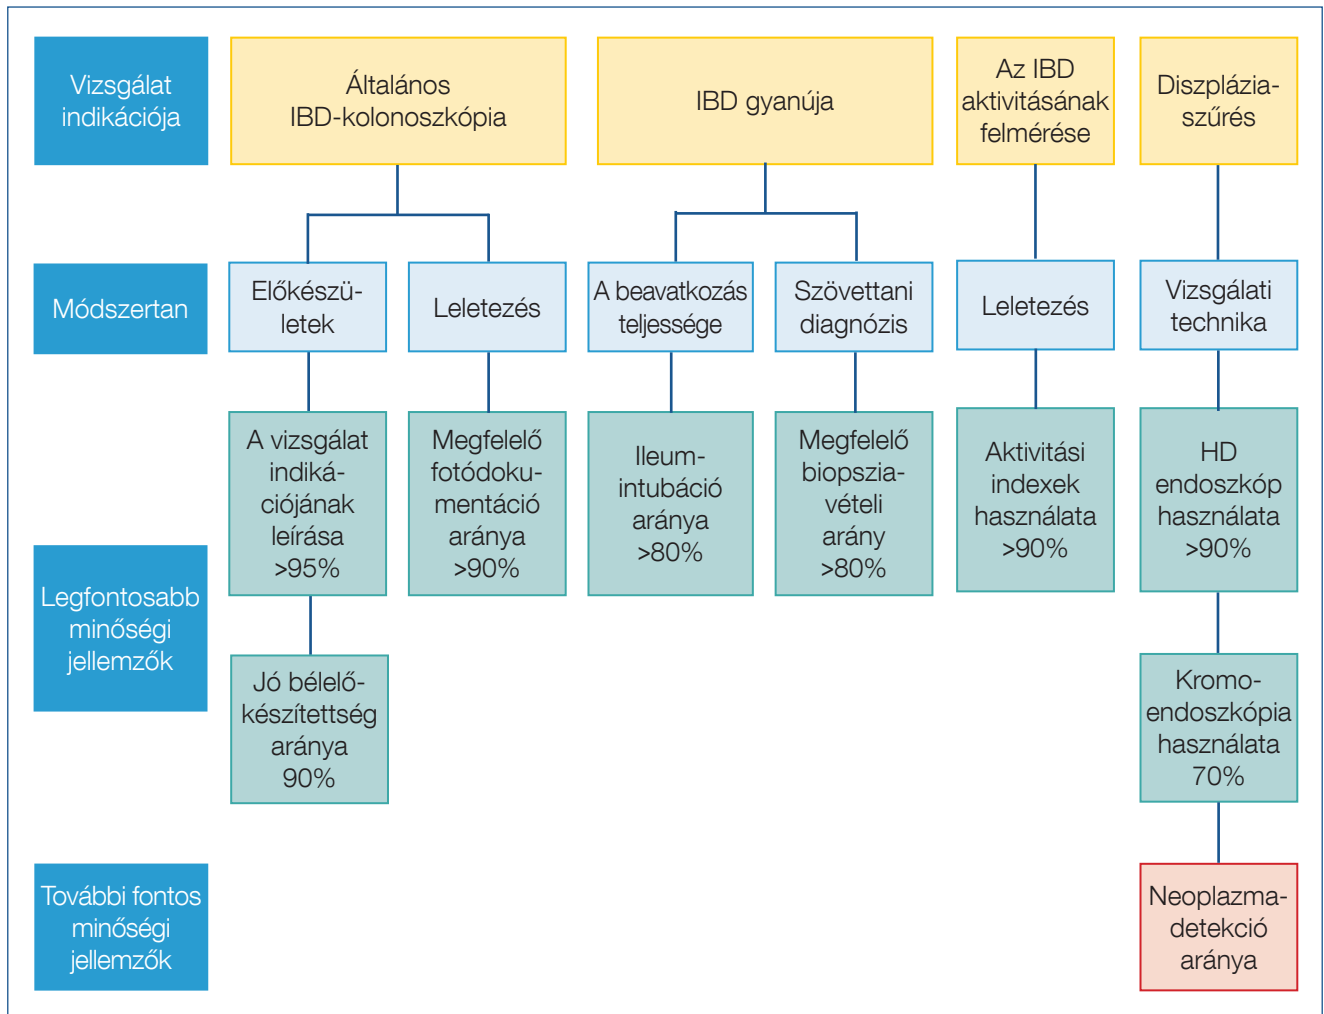 Vizsgálat
indikációja
Általános
IBD-kolonoszkópia
IBD gyanúja
Az IBD
aktivitásának
felmérése
Diszplázia-
szűrés
Módszertan
Előkészü-
letek
Leletezés
A beavatkozás
teljessége
Szövettani
diagnózis
Leletezés
Vizsgálati
technika
Legfontosabb
minőségi
jellemzők
A vizsgálat
indiká-
ciójának
leírása
>95%
Megfelelő
fotódoku-
mentáció
aránya
>90%
Ileum-
intubáció
aránya
>80%
Megfelelő
biopszia-
vételi
arány
>80%
Aktivitási
indexek
használata
>90%
HD
endoszkóp
használata
>90%
Jó bélelő-
készítettség
aránya
90%
Kromo-
endoszkópia
használata
70%
További fontos
minőségi
jellemzők
Neoplazma-
detekció
aránya